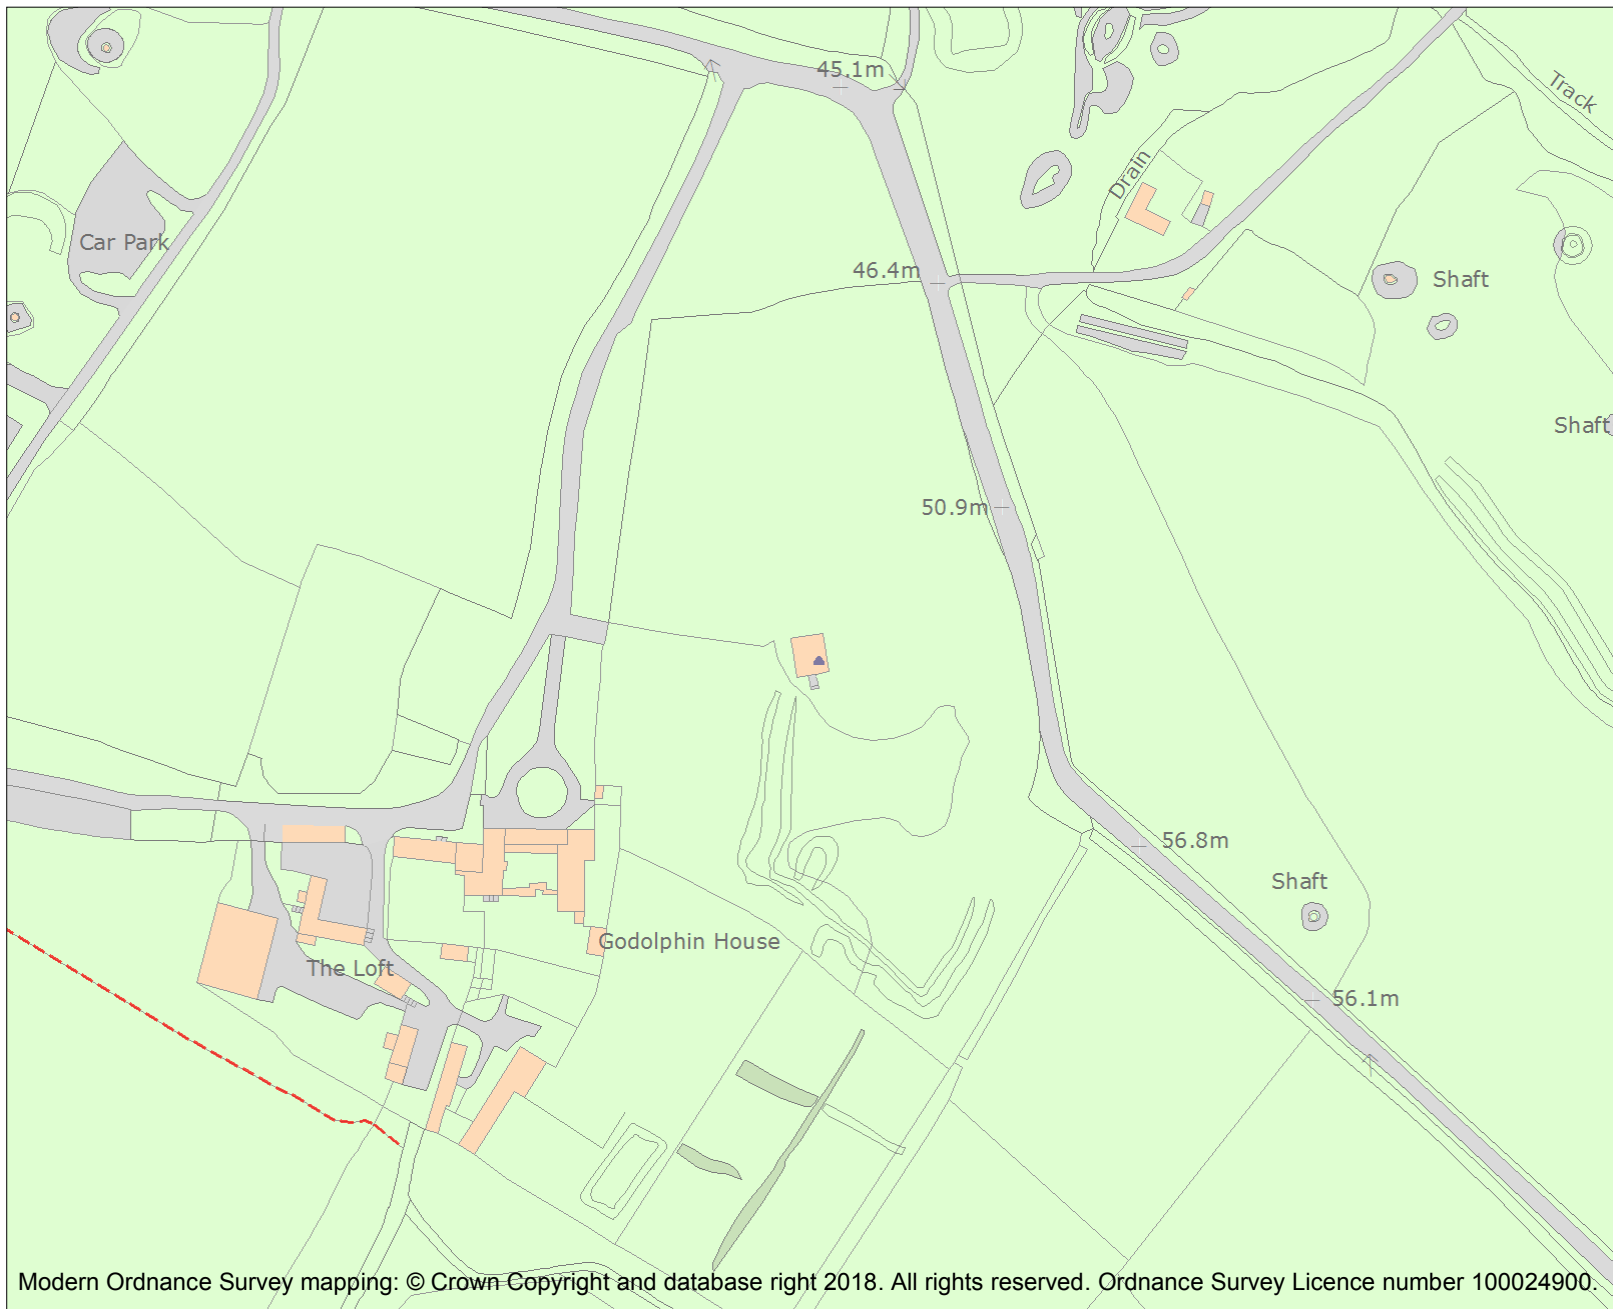 45.1m
Track
Drain
Car Park
46.4m
Shaft
Shaft
50.9m
56.8m
Shaft
Godolphin House
The Loft
56.1m
Modern Ordnance Survey mapping: © Crown Copyright and database right 2018. All rights reserved. Ordnance Survey Licence number 100024900.